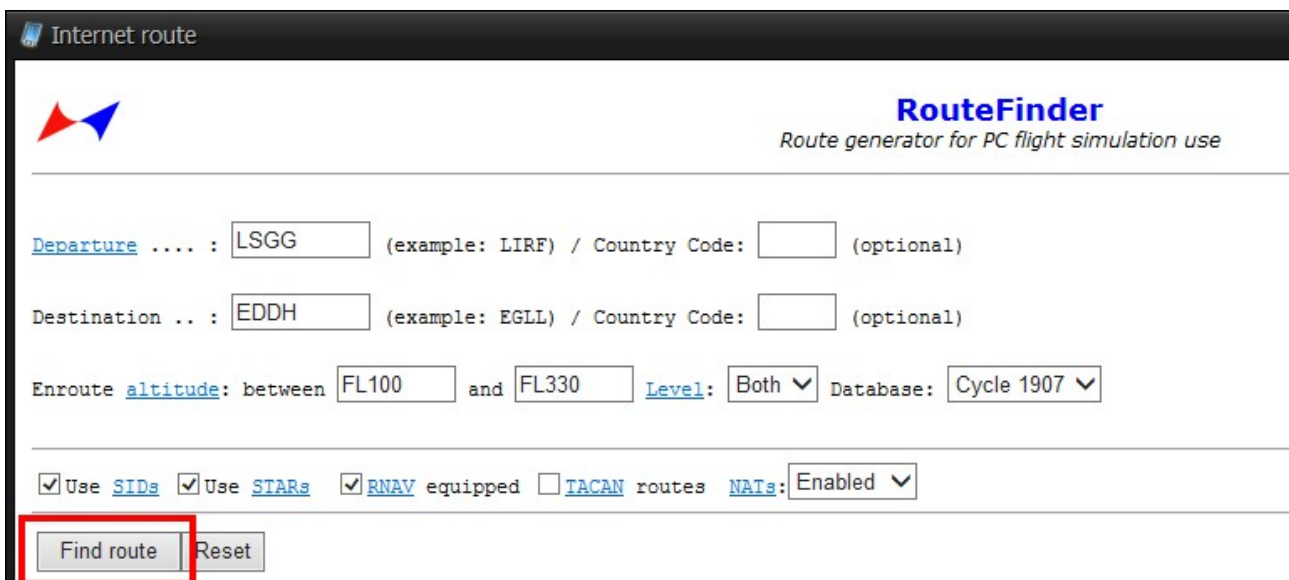 Internet route
RouteFinder
Route generator for PC flight simulation use
Departure .... : LSGG (example: LIRF) / Country Code: (optional)
Destination .. : EDDH (example: EGLL) / Country Code: (optional)
Enroute altitude: between FL100 and FL330 Level: Both Database: Cycle 1907
Use SIDs Use STARs RNAV equipped TACAN routes NATs: Enabled
Find route Reset